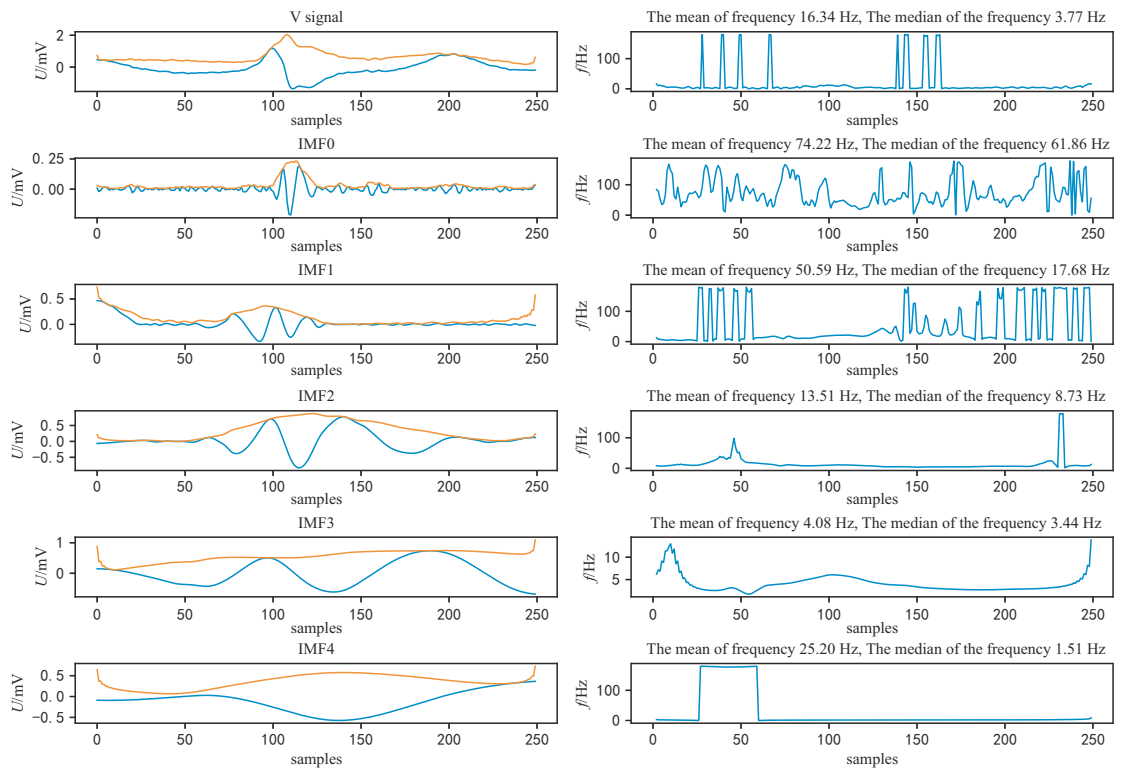 V signal
The mean of frequency 16.34 Hz, The median of the frequency 3.77 Hz
U/mV
2
0
0 50 100 150 200 250
samples
f/Hz
100
0
0 50 100 150 200 250
samples
IMF0
The mean of frequency 74.22 Hz, The median of the frequency 61.86 Hz
U/mV
0.25
0.00
0 50 100 150 200 250
samples
f/Hz
100
0
0 50 100 150 200 250
samples
IMF1
The mean of frequency 50.59 Hz, The median of the frequency 17.68 Hz
U/mV
0.5
0.0
0 50 100 150 200 250
samples
f/Hz
100
0
0 50 100 150 200 250
samples
IMF2
The mean of frequency 13.51 Hz, The median of the frequency 8.73 Hz
U/mV
0.5
0.0
−0.5
0 50 100 150 200 250
samples
f/Hz
100
0
0 50 100 150 200 250
samples
IMF3
The mean of frequency 4.08 Hz, The median of the frequency 3.44 Hz
U/mV
1
0
0 50 100 150 200 250
samples
f/Hz
10
5
0 50 100 150 200 250
samples
IMF4
The mean of frequency 25.20 Hz, The median of the frequency 1.51 Hz
U/mV
0.5
0.0
−0.5
0 50 100 150 200 250
samples
f/Hz
100
0
0 50 100 150 200 250
samples